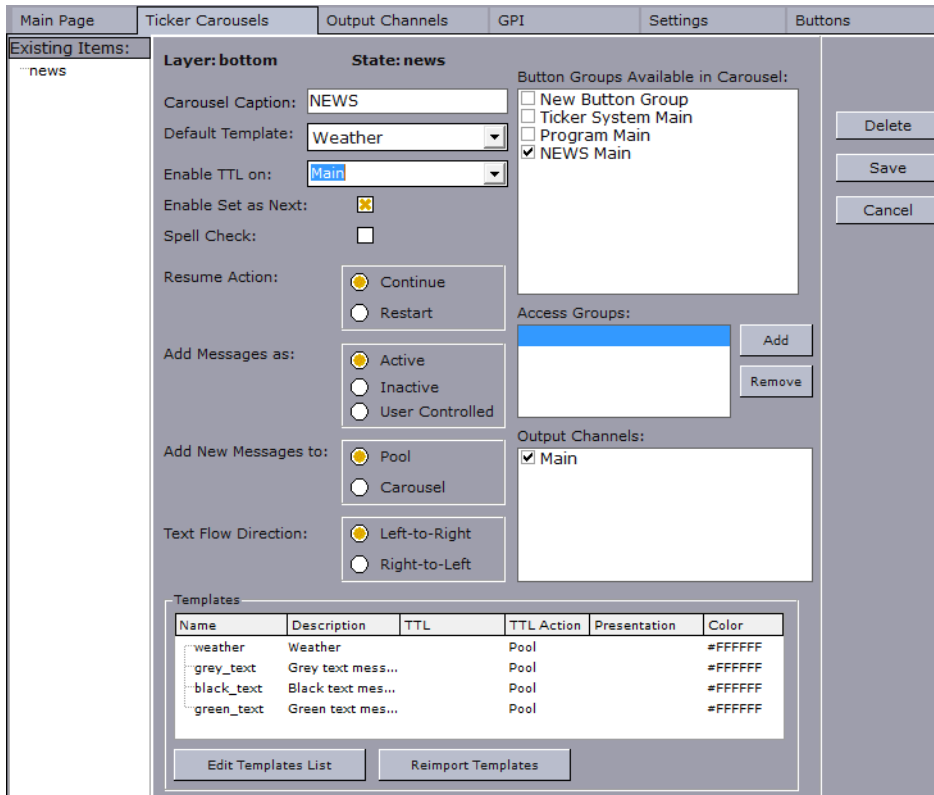 Main Page Ticker Carousels Output Channels GPI Settings Buttons
Existing Items:
news
Layer: bottom State: news
Carousel Caption: NEWS
Default Template: Weather
Enable TTL on: Main
Enable Set as Next:
Spell Check:
Resume Action:
Continue
Restart
Add Messages as:
Active
Inactive
User Controlled
Add New Messages to:
Pool
Carousel
Text Flow Direction:
Left-to-Right
Right-to-Left
Button Groups Available in Carousel:
New Button Group
Ticker System Main
Program Main
NEWS Main
Access Groups:
Add
Remove
Output Channels:
Main
Delete
Save
Cancel
Templates
Name Description TTL TTL Action Presentation Color
weather Weather Pool #FFFFFF
grey_text Grey text mess... Pool #FFFFFF
black_text Black text mes... Pool #FFFFFF
green_text Green text mes... Pool #FFFFFF
Edit Templates List Reimport Templates